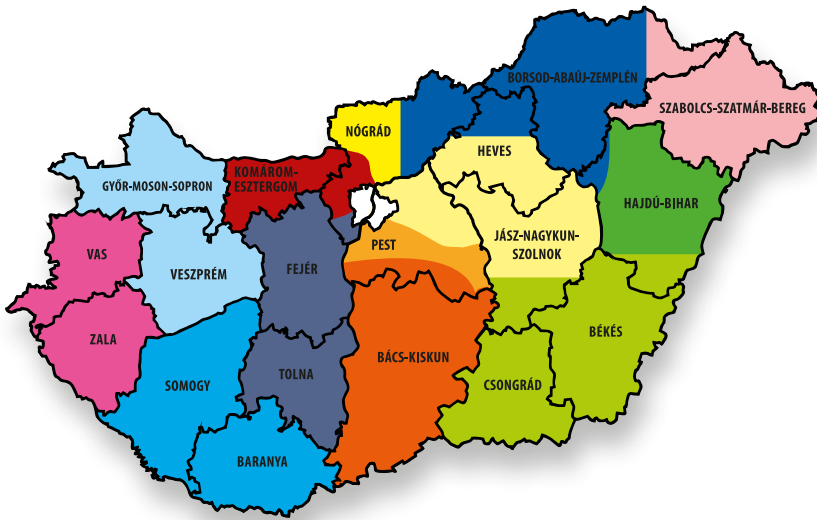 BORSOD-ABAÚJ-ZEMPLÉN
SZABOLCS-SZATMÁR-BEREG
NÓGRÁD
HEVES
KOMÁROM-
ESZTERGOM
GYŐR-MOSON-SOPRON
HAJDÚ-BIHAR
JÁSZ-NAGYKUN-
SZOLNOK
PEST
VAS
VESZPRÉM
FEJÉR
ZALA
BÉKÉS
BÁCS-KISKUN
SOMOGY
TOLNA
CSONGRÁD
BARANYA